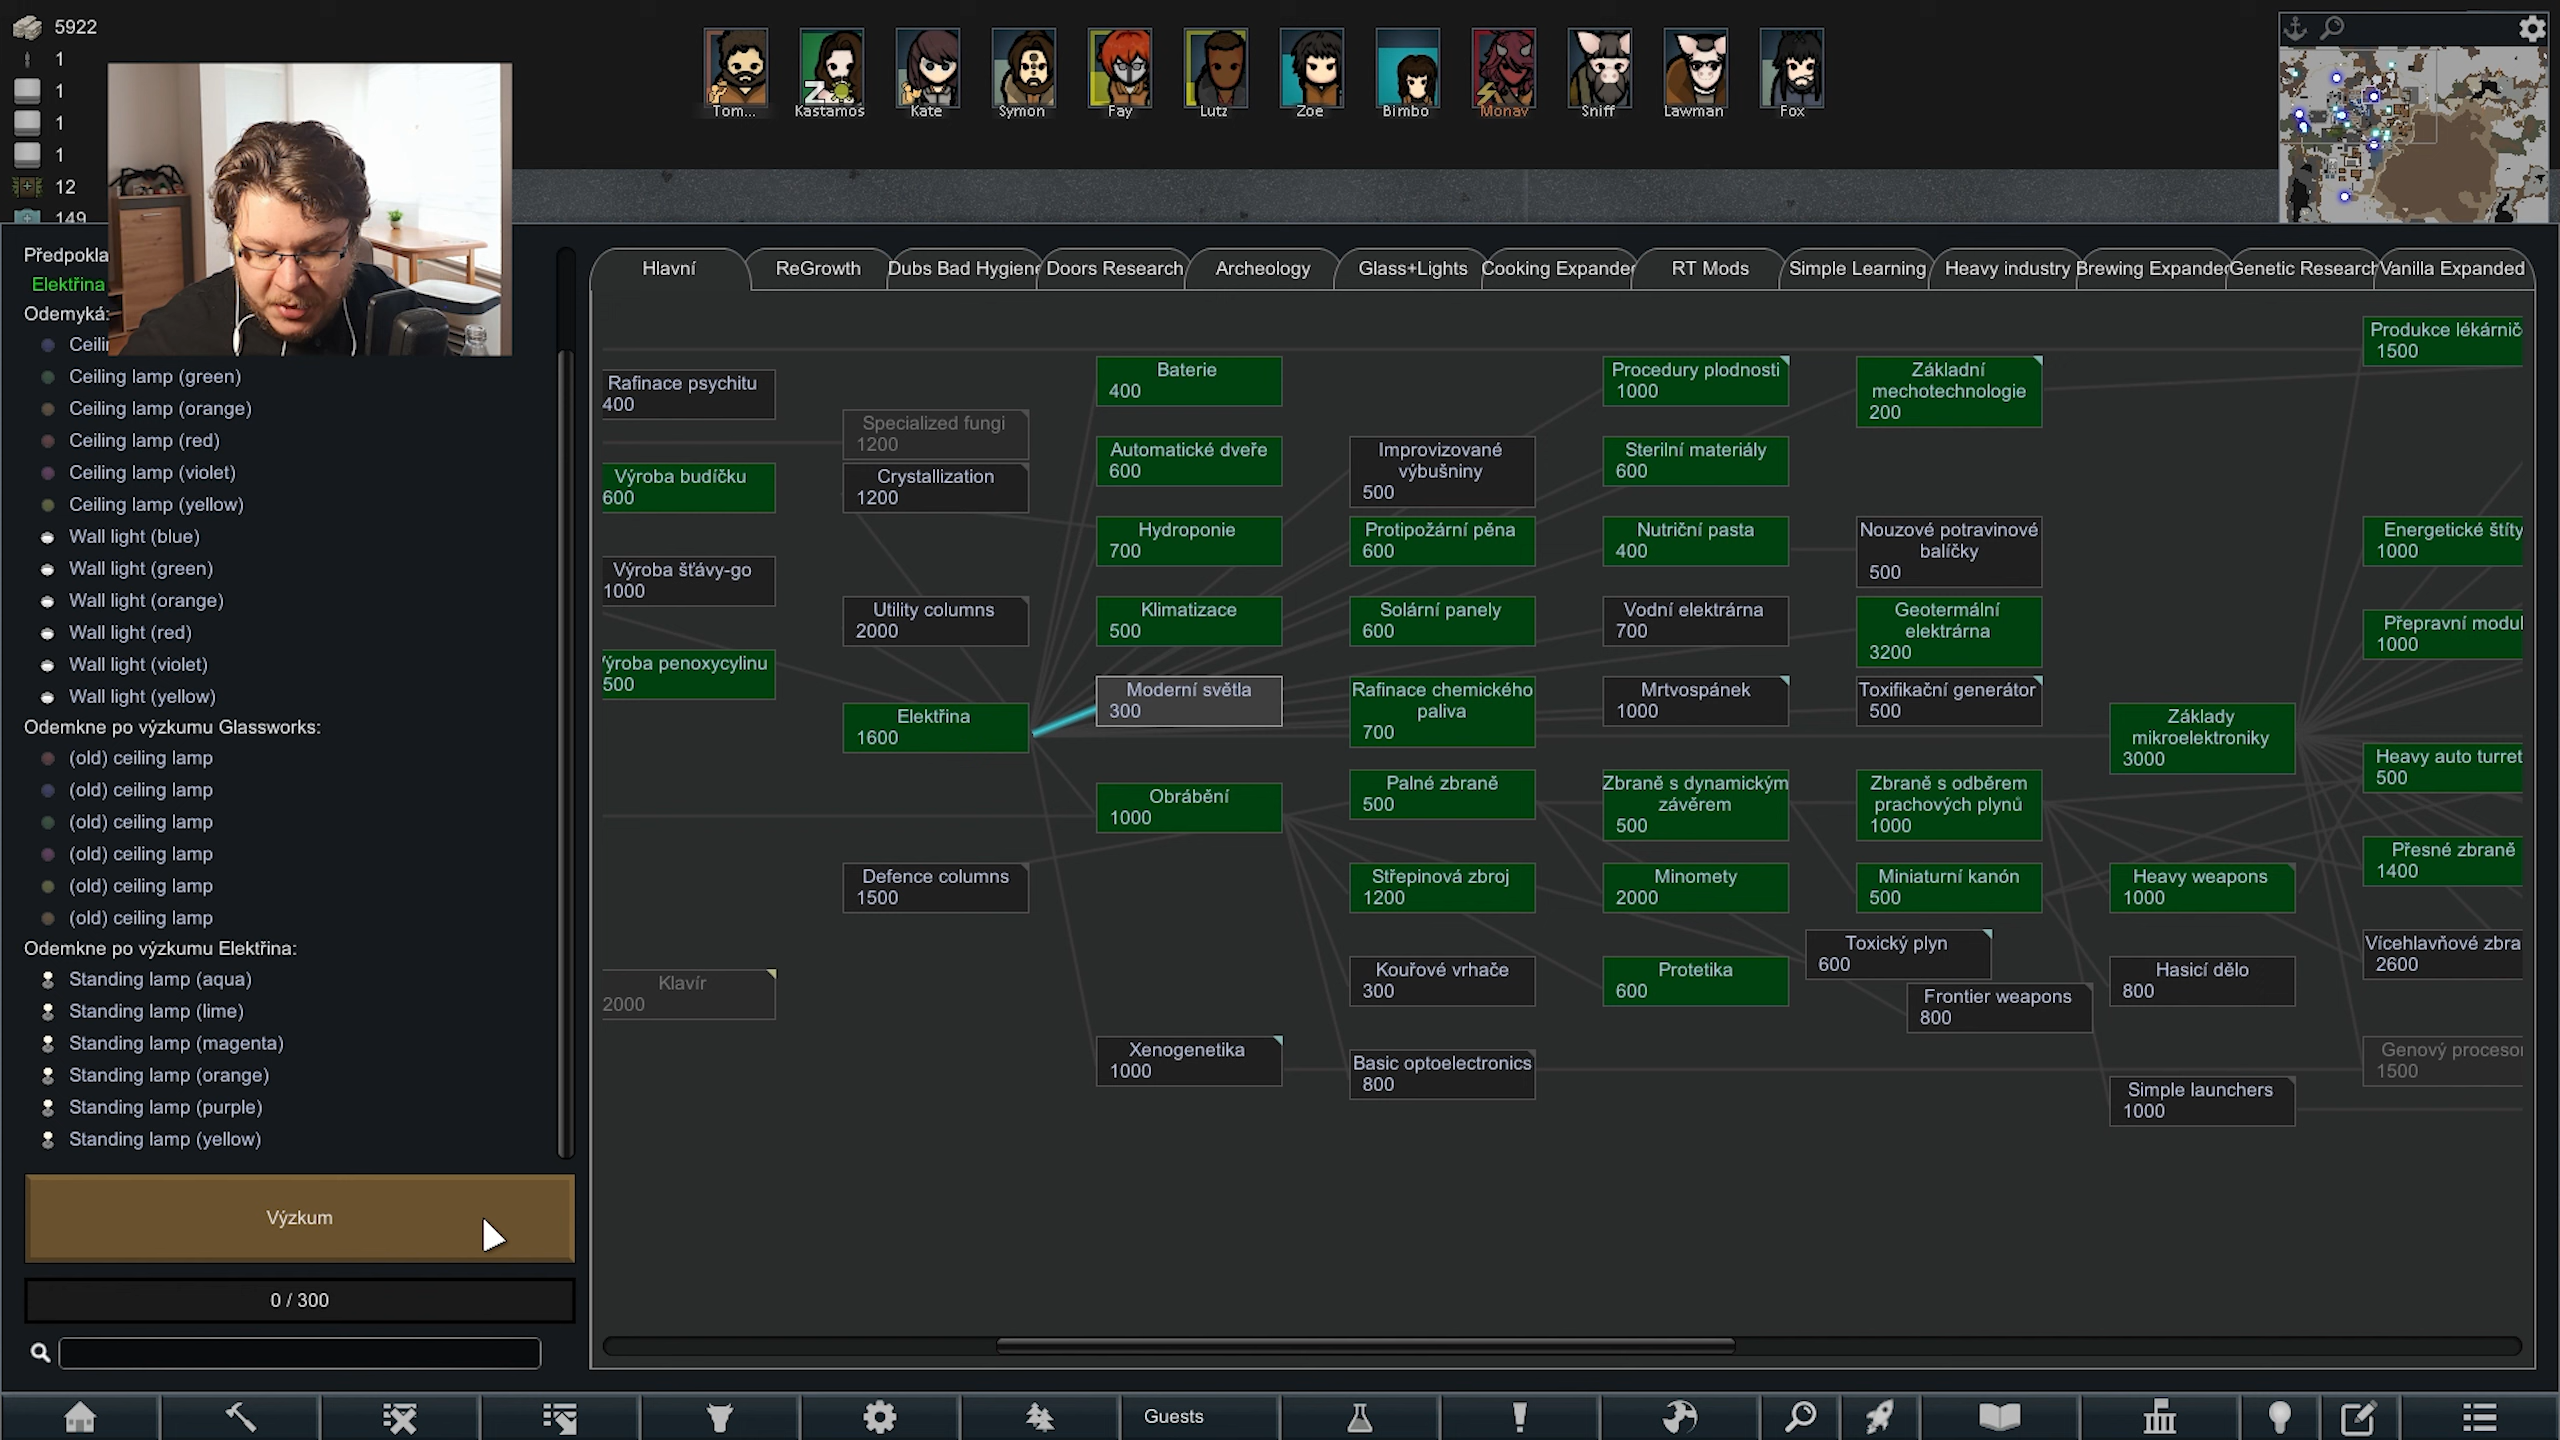 5922
1
1
1
1
12
149
Tom...
Kastamos
Kate
Symon
Fay
Lutz
Zoe
Bimbo
Monav
Sniff
Lawman
Fox
Předpokla
Elektřina
Odemyká:
Ceili
Ceiling lamp (green)
Ceiling lamp (orange)
Ceiling lamp (red)
Ceiling lamp (violet)
Ceiling lamp (yellow)
Wall light (blue)
Wall light (green)
Wall light (orange)
Wall light (red)
Wall light (violet)
Wall light (yellow)
Odemkne po výzkumu Glassworks:
(old) ceiling lamp
(old) ceiling lamp
(old) ceiling lamp
(old) ceiling lamp
(old) ceiling lamp
(old) ceiling lamp
Odemkne po výzkumu Elektřina:
Standing lamp (aqua)
Standing lamp (lime)
Standing lamp (magenta)
Standing lamp (orange)
Standing lamp (purple)
Standing lamp (yellow)
Výzkum
0 / 300
Hlavní
ReGrowth
Dubs Bad Hygiene
Doors Research
Archeology
Glass+Lights
Cooking Expanded
RT Mods
Simple Learning
Heavy industry
Brewing Expanded
Genetic Research
Vanilla Expanded
Rafinace psychitu
400
Výroba budíčku
600
Výroba šťávy-go
1000
Výroba penoxycylinu
500
Klavír
2000
Specialized fungi
1200
Crystallization
1200
Utility columns
2000
Elektřina
1600
Defence columns
1500
Baterie
400
Automatické dveře
600
Hydroponie
700
Klimatizace
500
Moderní světla
300
Obrábění
1000
Xenogenetika
1000
Improvizované
výbušniny
500
Protipožární pěna
600
Solární panely
600
Rafinace chemického
paliva
700
Palné zbraně
500
Střepinová zbroj
1200
Kouřové vrhače
300
Basic optoelectronics
800
Procedury plodnosti
1000
Sterilní materiály
600
Nutriční pasta
400
Vodní elektrárna
700
Mrtvospánek
1000
Zbraně s dynamickým
závěrem
500
Minomety
2000
Protetika
600
Základní
mechotechnologie
200
Nouzové potravinové
balíčky
500
Geotermální
elektrárna
3200
Toxifikační generátor
500
Zbraně s odběrem
prachových plynů
1000
Miniaturní kanón
500
Toxický plyn
600
Frontier weapons
800
Základy
mikroelektroniky
3000
Heavy weapons
1000
Hasicí dělo
800
Simple launchers
1000
Produkce lékárnič
1500
Energetické štíty
1000
Přepravní modul
1000
Heavy auto turret
500
Přesné zbraně
1400
Vícehlavňové zbra
2600
Genový procesor
1500
Guests